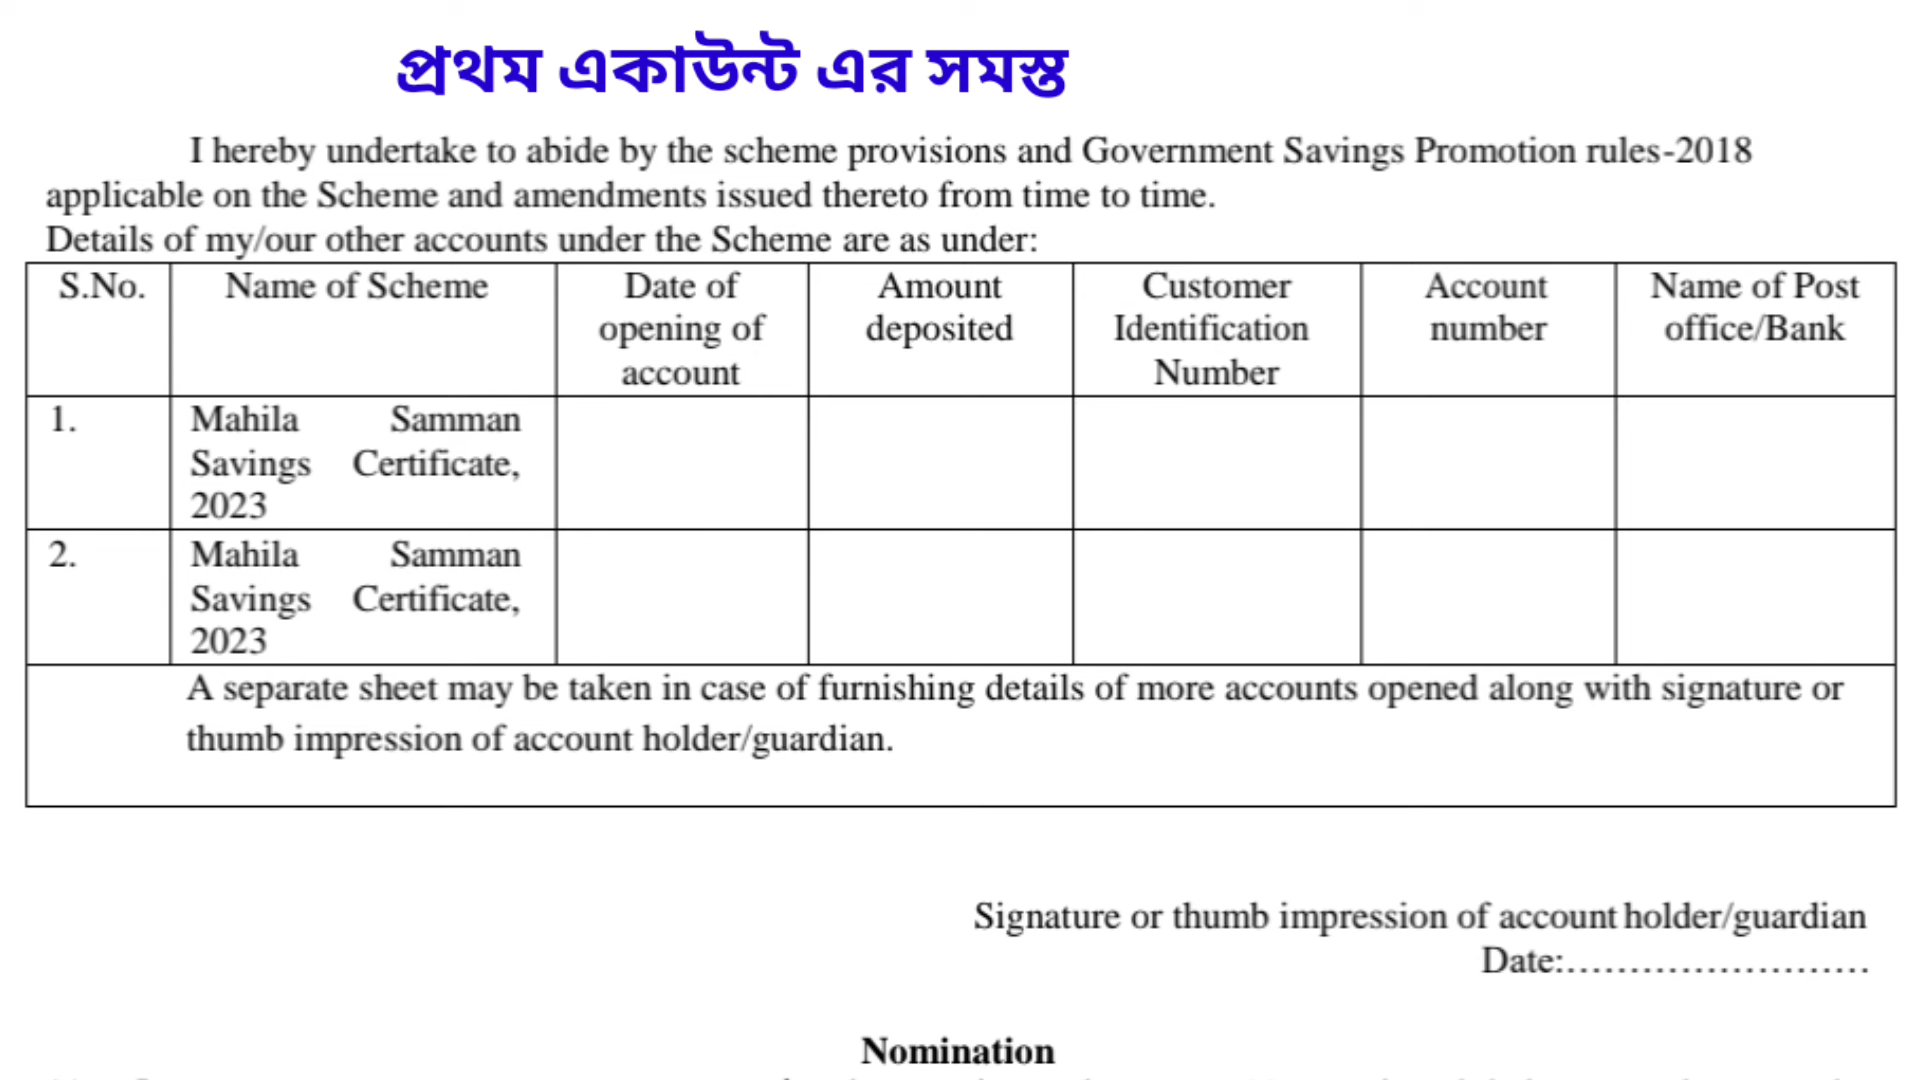 প্রথম একাউন্ট এর সমস্ত
I hereby undertake to abide by the scheme provisions and Government Savings Promotion rules-2018
applicable on the Scheme and amendments issued thereto from time to time.
Details of my/our other accounts under the Scheme are as under:
S.No. Name of Scheme Date of opening of account Amount deposited Customer Identification Number Account number Name of Post office/Bank
1. Mahila Samman
Savings Certificate,
2023
2. Mahila Samman
Savings Certificate,
2023
A separate sheet may be taken in case of furnishing details of more accounts opened along with signature or
thumb impression of account holder/guardian.
Signature or thumb impression of account holder/guardian
Date:........................
Nomination